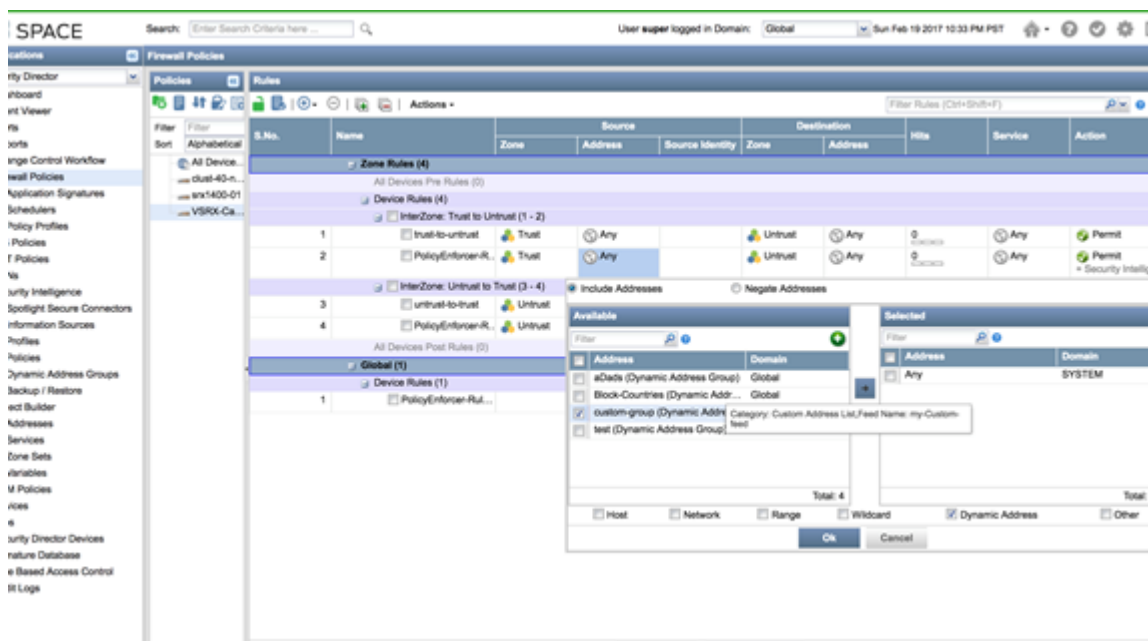 SPACE
Search: Enter Search Criteria here ...
User super logged in Domain: Global
Sun Feb 19 2017 10:33 PM PST
cations
Firewall Policies
rity Director
Policies
Rules
Actions
Filter Rules (Ctrl+Shift+F)
Filter Filter
Sort Alphabetical
All Device...
clust-40-n...
srx1400-01
VSRX-Ca...
S.No. Name Source Destination Hits Service Action
Zone Address Source Identity Zone Address
Zone Rules (4)
All Devices Pre Rules (0)
Device Rules (4)
InterZone: Trust to Untrust (1 - 2)
1 trust-to-untrust Trust Any Untrust Any 0 Any Permit
2 PolicyEnforcer-R... Trust Any Untrust Any 0 Any Permit
+ Security Intellig
InterZone: Untrust to Trust (3 - 4)
3 untrust-to-trust Untrust
4 PolicyEnforcer-R... Untrust
All Devices Post Rules (0)
Global (1)
Device Rules (1)
1 PolicyEnforcer-Rul...
Include Addresses Negate Addresses
Available Selected
Filter Filter
Address Domain Address Domain
aDads (Dynamic Address Group) Global Any SYSTEM
Block-Countries (Dynamic Addr... Global
custom-group (Dynamic Addre
Category: Custom Address List,Feed Name: my-Custom-
feed
test (Dynamic Address Group)
Total: 4 Total:
Host Network Range Wildcard Dynamic Address Other
Ok Cancel
shboard
nt Viewer
rts
ports
ange Control Workflow
wall Policies
Application Signatures
Schedulers
Policy Profiles
Policies
T Policies
Ns
urity Intelligence
Spotlight Secure Connectors
nformation Sources
Profiles
Policies
Dynamic Address Groups
Backup / Restore
ect Builder
Addresses
Services
Zone Sets
Variables
M Policies
vices
s
urity Director Devices
nature Database
e Based Access Control
dit Logs